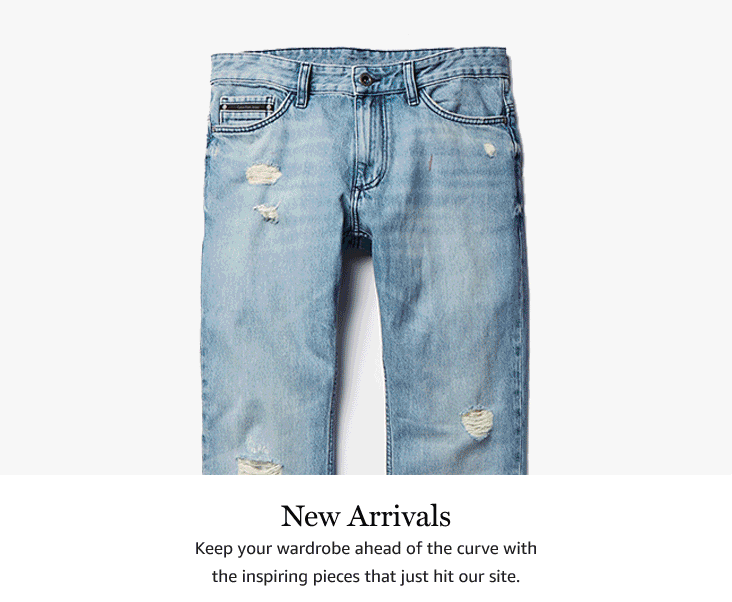 New Arrivals
Keep your wardrobe ahead of the curve with
the inspiring pieces that just hit our site.